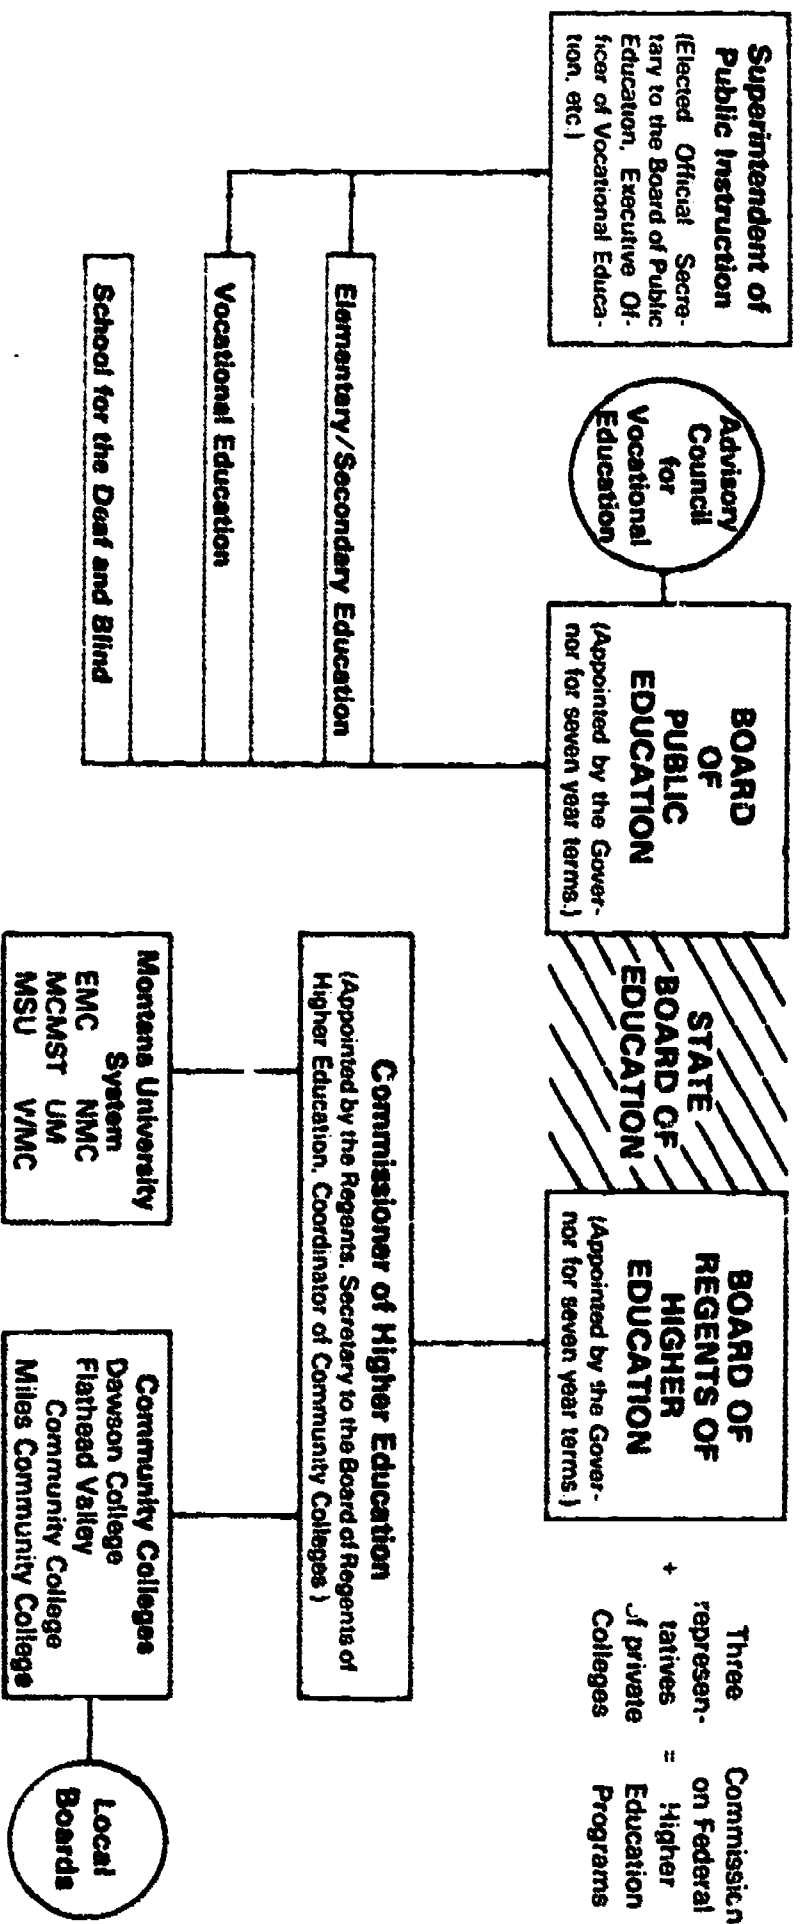 Superintendent of
Public Instruction
(Elected Official Secre-
tary to the Board of Public
Education, Executive Of-
ficer of Vocational Educa-
tion, etc.)
Advisory
Council
for
Vocational
Education
BOARD
OF
PUBLIC
EDUCATION
(Appointed by the Gover-
nor for seven year terms.)
STATE
BOARD OF
EDUCATION
BOARD OF
REGENTS OF
HIGHER
EDUCATION
(Appointed by the Gover-
nor for seven year terms.)
+
Three
represen-
tatives
of private
Colleges
=
Commission
on Federal
Higher
Education
Programs
Elementary/Secondary Education
Vocational Education
School for the Deaf and Blind
Commissioner of Higher Education
(Appointed by the Regents. Secretary to the Board of Regents of
Higher Education. Coordinator of Community Colleges)
Montana University
System
EMC NMC
MCMST UM
MSU WMC
Community Colleges
Dawson College
Flathead Valley
Community College
Miles Community College
Local
Boards